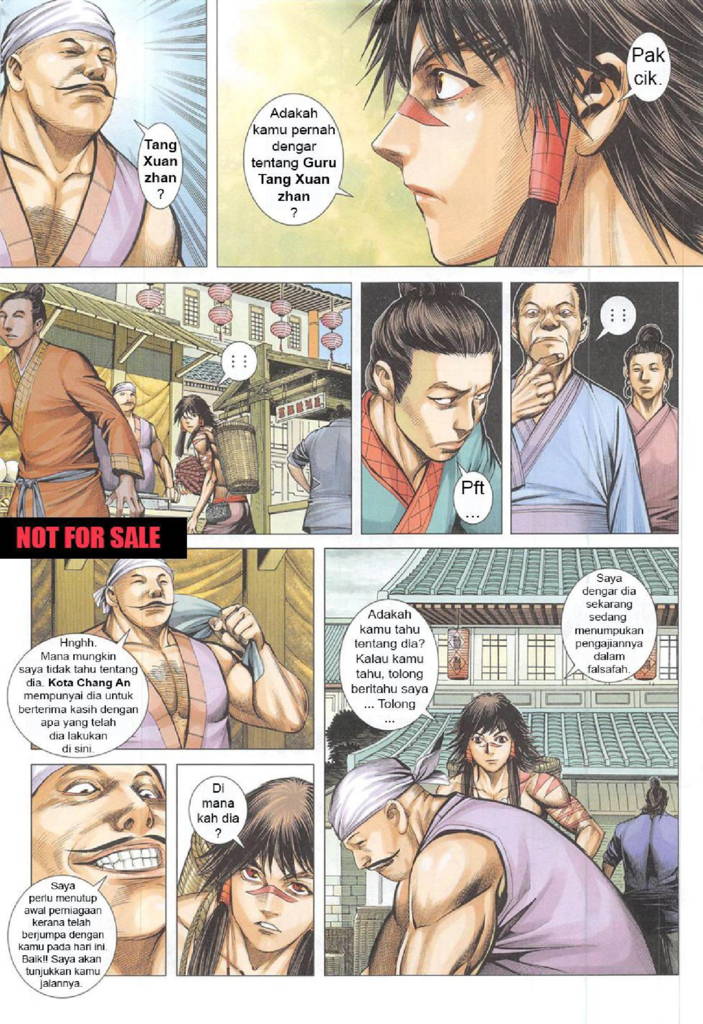 Pak
cik.
Adakah
kamu pernah
dengar
tentang Guru
Tang Xuan
zhan
?
Tang
Xuan
zhan
?
...
...
Pft
...
...
...
NOT FOR SALE
Saya
dengar dia
sekarang
sedang
menumpukan
pengajiannya
dalam
falsafah.
Adakah
kamu tahu
tentang dia?
Kalau kamu
tahu, tolong
beritahu saya
... Tolong
...
Hnghh.
Mana mungkin
saya tidak tahu tentang
dia. Kota Chang An
mempunyai dia untuk
berterima kasih dengan
apa yang telah
dia lakukan
di sini.
Di
mana
kah dia
?
Saya
perlu menutup
awal perniagaan
kerana telah
berjumpa dengan
kamu pada hari ini.
Baik!! Saya akan
tunjukkan kamu
jalannya.